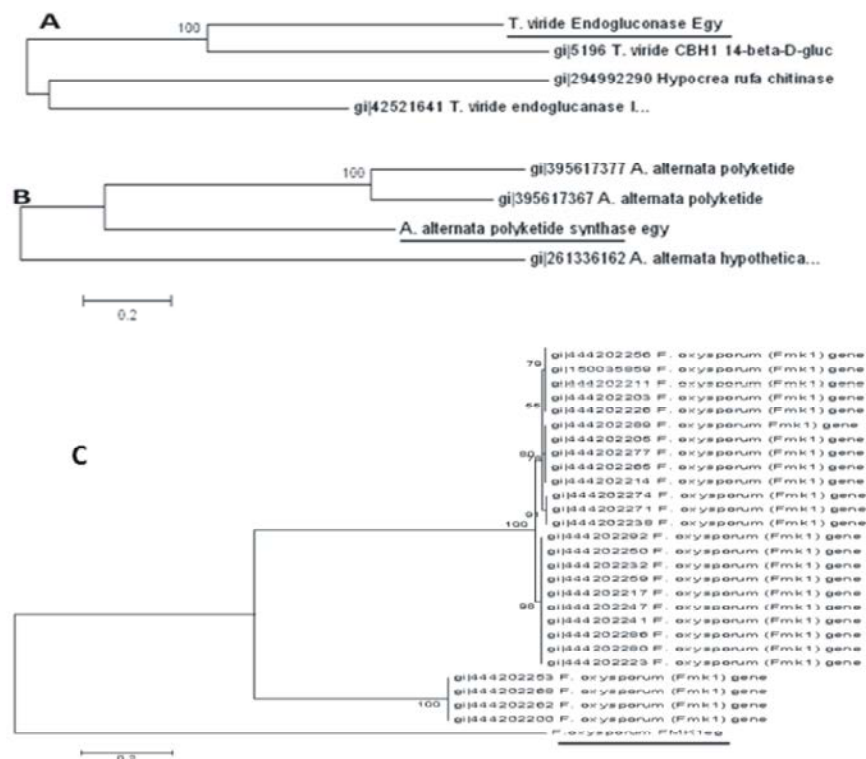 A
100
T. viride Endogluconase Egy
gi|5196 T. viride CBH1 14-beta-D-gluc
gi|294992290 Hypocrea rufa chitinase
gi|42521641 T. viride endoglucanase I...
B
100
gi|395617377 A. alternata polyketide
gi|395617367 A. alternata polyketide
A. alternata polyketide synthase egy
gi|261336162 A. alternata hypothetica...
0.2
C
79
gi|444202256 F. oxysporum (Fmk1) gene
gi|150035859 F. oxysporum (Fmk1) gene
gi|444202211 F. oxysporum (Fmk1) gene
gi|444202203 F. oxysporum (Fmk1) gene
gi|444202226 F. oxysporum (Fmk1) gene
gi|444202289 F. oxysporum Fmk1) gene
gi|444202205 F. oxysporum (Fmk1) gene
gi|444202277 F. oxysporum (Fmk1) gene
gi|444202265 F. oxysporum (Fmk1) gene
gi|444202214 F. oxysporum (Fmk1) gene
gi|444202274 F. oxysporum (Fmk1) gene
gi|444202271 F. oxysporum (Fmk1) gene
91
gi|444202238 F. oxysporum (Fmk1) gene
100
gi|444202292 F. oxysporum (Fmk1) gene
gi|444202250 F. oxysporum (Fmk1) gene
gi|444202232 F. oxysporum (Fmk1) gene
gi|444202259 F. oxysporum (Fmk1) gene
gi|444202217 F. oxysporum (Fmk1) gene
98
gi|444202247 F. oxysporum (Fmk1) gene
gi|444202241 F. oxysporum (Fmk1) gene
gi|444202286 F. oxysporum (Fmk1) gene
gi|444202280 F. oxysporum (Fmk1) gene
gi|444202223 F. oxysporum (Fmk1) gene
gi|444202253 F. oxysporum (Fmk1) gene
gi|444202268 F. oxysporum (Fmk1) gene
100
gi|444202262 F. oxysporum (Fmk1) gene
gi|444202200 F. oxysporum (Fmk1) gene
F.oxysporum FMK1eg